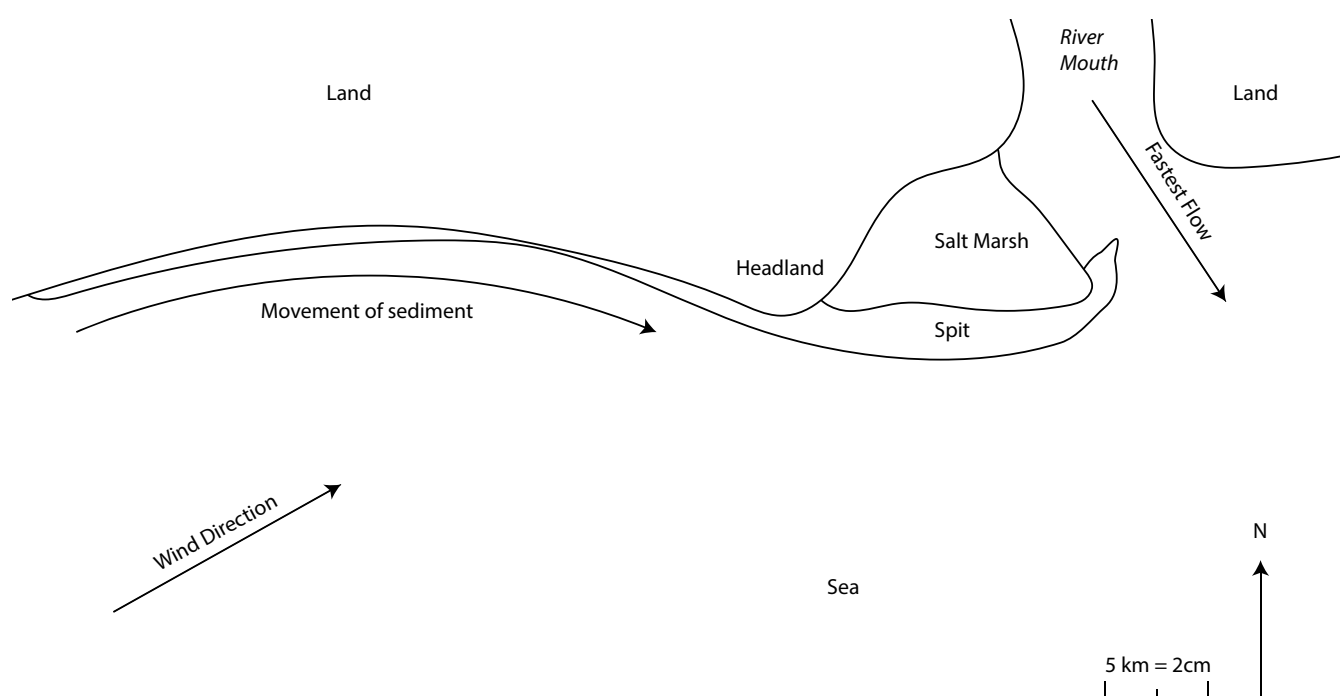 River
Mouth
Land
Land
Fastest Flow
Salt Marsh
Headland
Movement of sediment
Spit
Wind Direction
N
Sea
5 km = 2cm